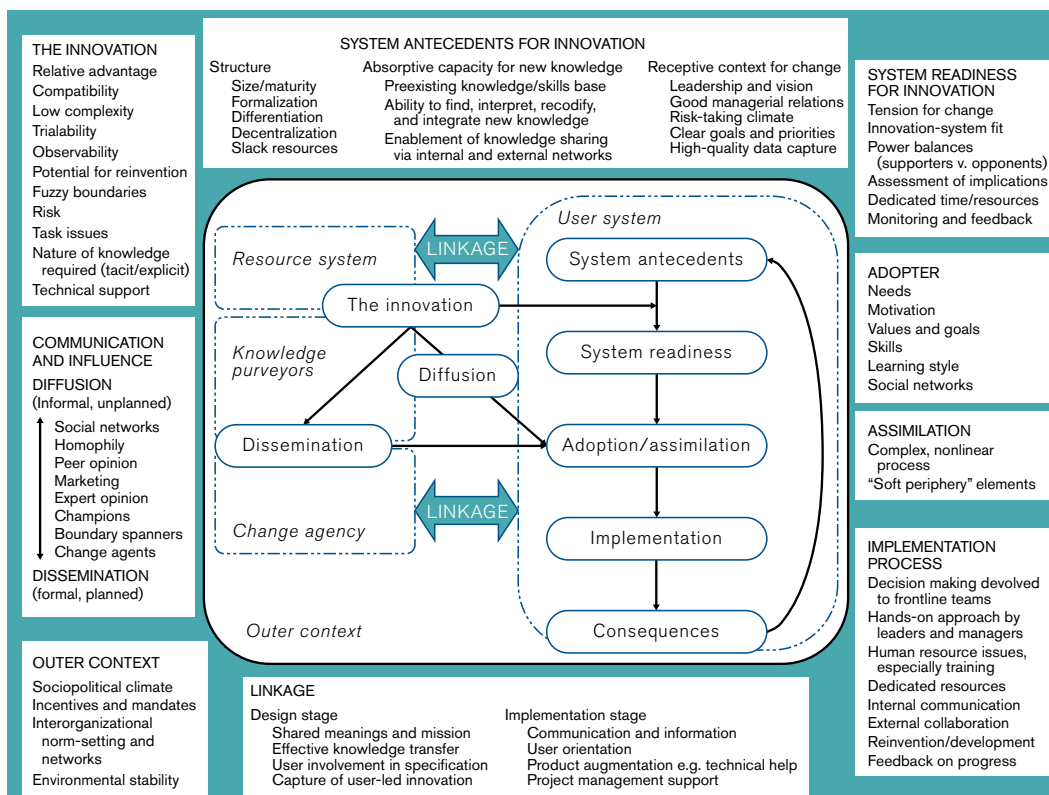 THE INNOVATION
Relative advantage
Compatibility
Low complexity
Trialability
Observability
Potential for reinvention
Fuzzy boundaries
Risk
Task issues
Nature of knowledge
required (tacit/explicit)
Technical support
SYSTEM ANTECEDENTS FOR INNOVATION
Structure
Size/maturity
Formalization
Differentiation
Decentralization
Slack resources
Absorptive capacity for new knowledge
Preexisting knowledge/skills base
Ability to find, interpret, recodify,
and integrate new knowledge
Enablement of knowledge sharing
via internal and external networks
Receptive context for change
Leadership and vision
Good managerial relations
Risk-taking climate
Clear goals and priorities
High-quality data capture
SYSTEM READINESS
FOR INNOVATION
Tension for change
Innovation-system fit
Power balances
(supporters v. opponents)
Assessment of implications
Dedicated time/resources
Monitoring and feedback
COMMUNICATION
AND INFLUENCE
DIFFUSION
(Informal, unplanned)
Social networks
Homophily
Peer opinion
Marketing
Expert opinion
Champions
Boundary spanners
Change agents
DISSEMINATION
(formal, planned)
Resource system
LINKAGE
User system
System antecedents
The innovation
Knowledge
purveyors
Diffusion
System readiness
Dissemination
Adoption/assimilation
LINKAGE
Change agency
Implementation
Outer context
Consequences
ADOPTER
Needs
Motivation
Values and goals
Skills
Learning style
Social networks
ASSIMILATION
Complex, nonlinear
process
“Soft periphery” elements
IMPLEMENTATION
PROCESS
Decision making devolved
to frontline teams
Hands-on approach by
leaders and managers
Human resource issues,
especially training
Dedicated resources
Internal communication
External collaboration
Reinvention/development
Feedback on progress
OUTER CONTEXT
Sociopolitical climate
Incentives and mandates
Interorganizational
norm-setting and
networks
Environmental stability
LINKAGE
Design stage
Shared meanings and mission
Effective knowledge transfer
User involvement in specification
Capture of user-led innovation
Implementation stage
Communication and information
User orientation
Product augmentation e.g. technical help
Project management support